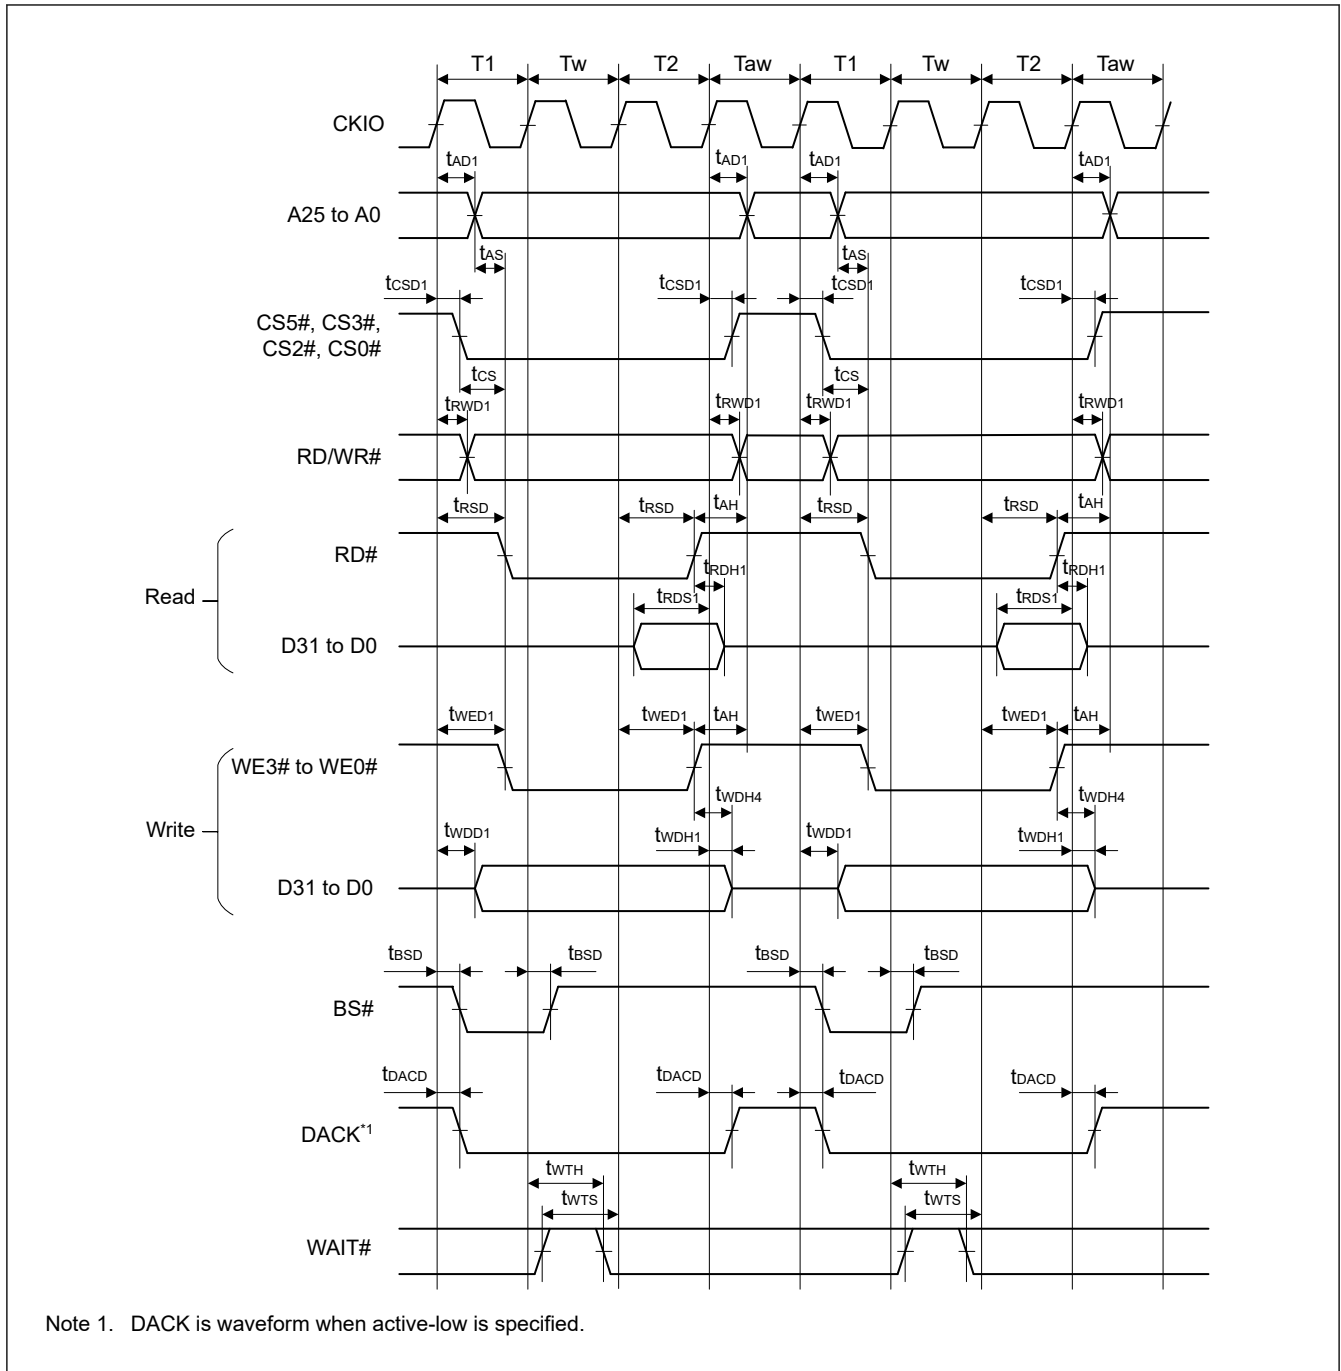 T1 Tw T2 Taw T1 Tw T2 Taw
CKIO
tAD1 tAD1 tAD1 tAD1
A25 to A0
tAS tAS
tCSD1 tCSD1 tCSD1 tCSD1
CS5#, CS3#,
CS2#, CS0#
tCS tCS
tRWD1 tRWD1 tRWD1 tRWD1
RD/WR#
tRSD tRSD tAH tRSD tRSD tAH
RD#
tRDH1 tRDH1
Read
tRDS1 tRDS1
D31 to D0
tWED1 tWED1 tAH tWED1 tWED1 tAH
WE3# to WE0#
tWDH4 tWDH4
Write
tWDD1 tWDH1 tWDD1 tWDH1
D31 to D0
tBSD tBSD tBSD tBSD
BS#
tDACD tDACD tDACD tDACD
DACK*1
tWTH tWTH
tWTS tWTS
WAIT#
Note 1. DACK is waveform when active-low is specified.